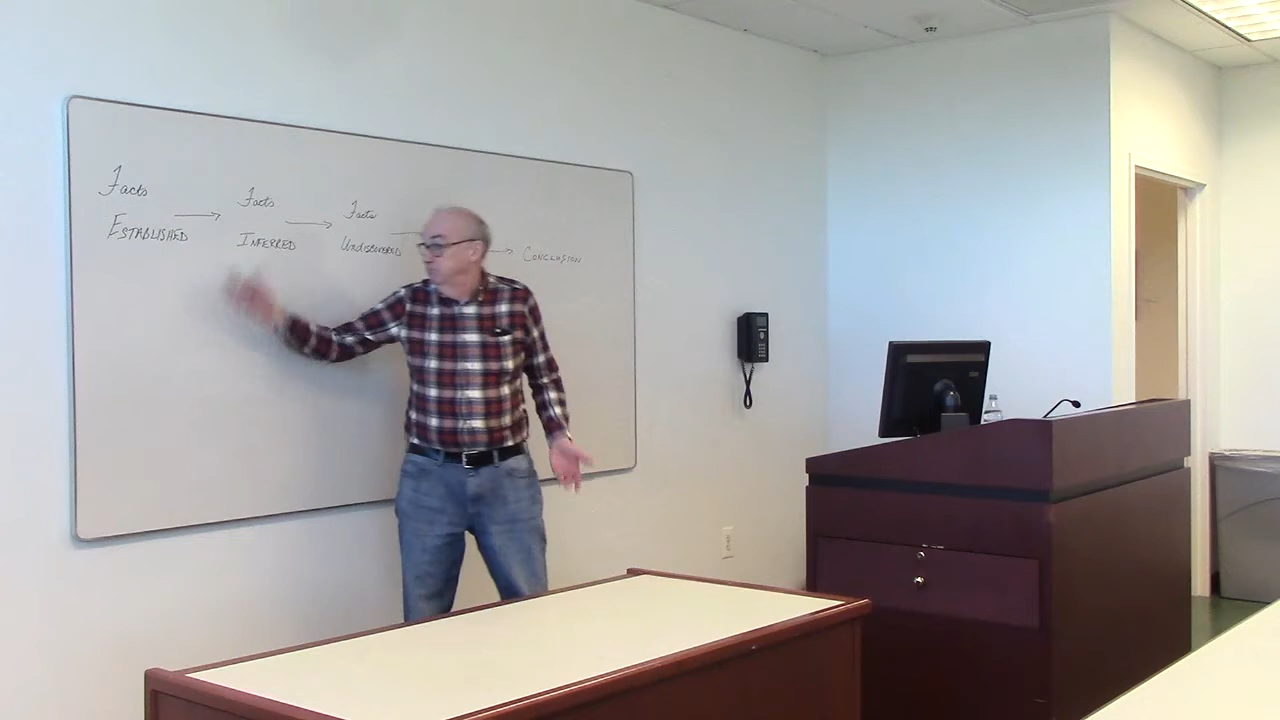 Facts Facts Facts
ESTABLISHED → INFERRED → UNDISCOVERED → CONCLUSION